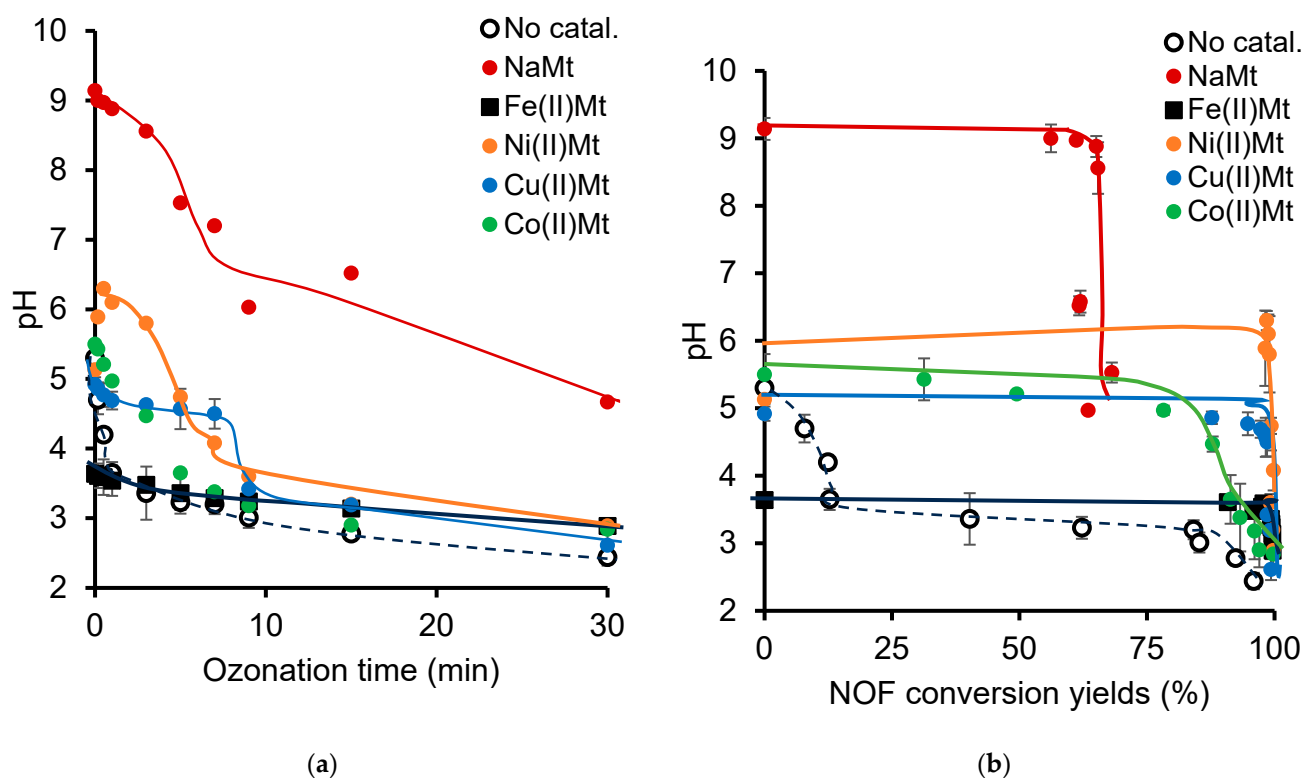 10
9
8
7
6
5
4
3
2
pH
0
10
20
30
Ozonation time (min)
No catal.
NaMt
Fe(II)Mt
Ni(II)Mt
Cu(II)Mt
Co(II)Mt
(a)
10
9
8
7
6
5
4
3
2
pH
0
25
50
75
100
NOF conversion yields (%)
No catal.
NaMt
Fe(II)Mt
Ni(II)Mt
Cu(II)Mt
Co(II)Mt
(b)